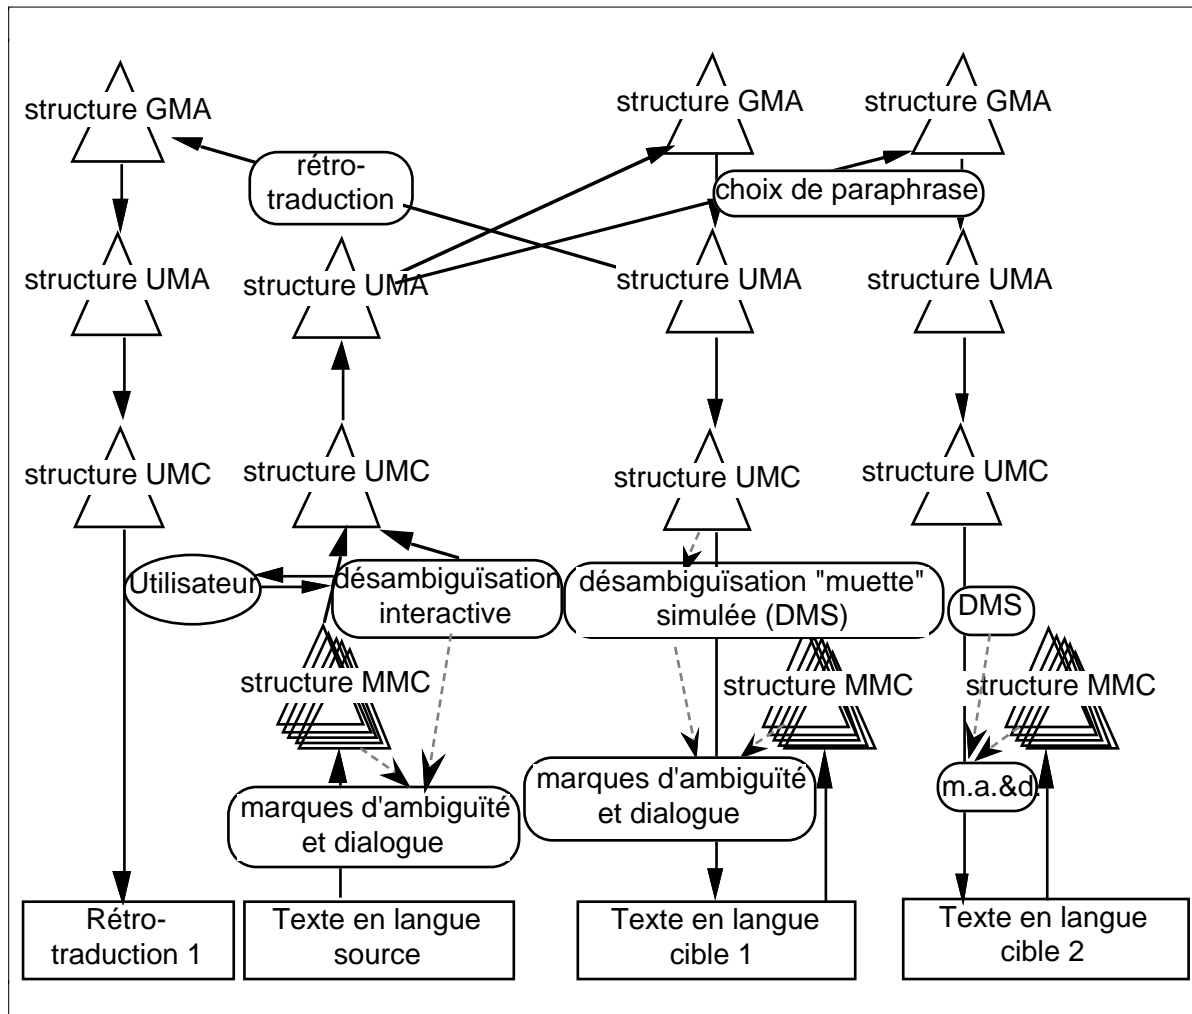 structure GMA
structure GMA
structure GMA
rétro-
traduction
choix de paraphrase
structure UMA
structure UMA
structure UMA
structure UMA
structure UMC
structure UMC
structure UMC
structure UMC
Utilisateur
désambiguïsation
interactive
désambiguïsation "muette"
simulée (DMS)
DMS
structure MMC
structure MMC
structure MMC
marques d'ambiguïté
et dialogue
marques d'ambiguïté
et dialogue
m.a.&d.
Rétro-
traduction 1
Texte en langue
source
Texte en langue
cible 1
Texte en langue
cible 2